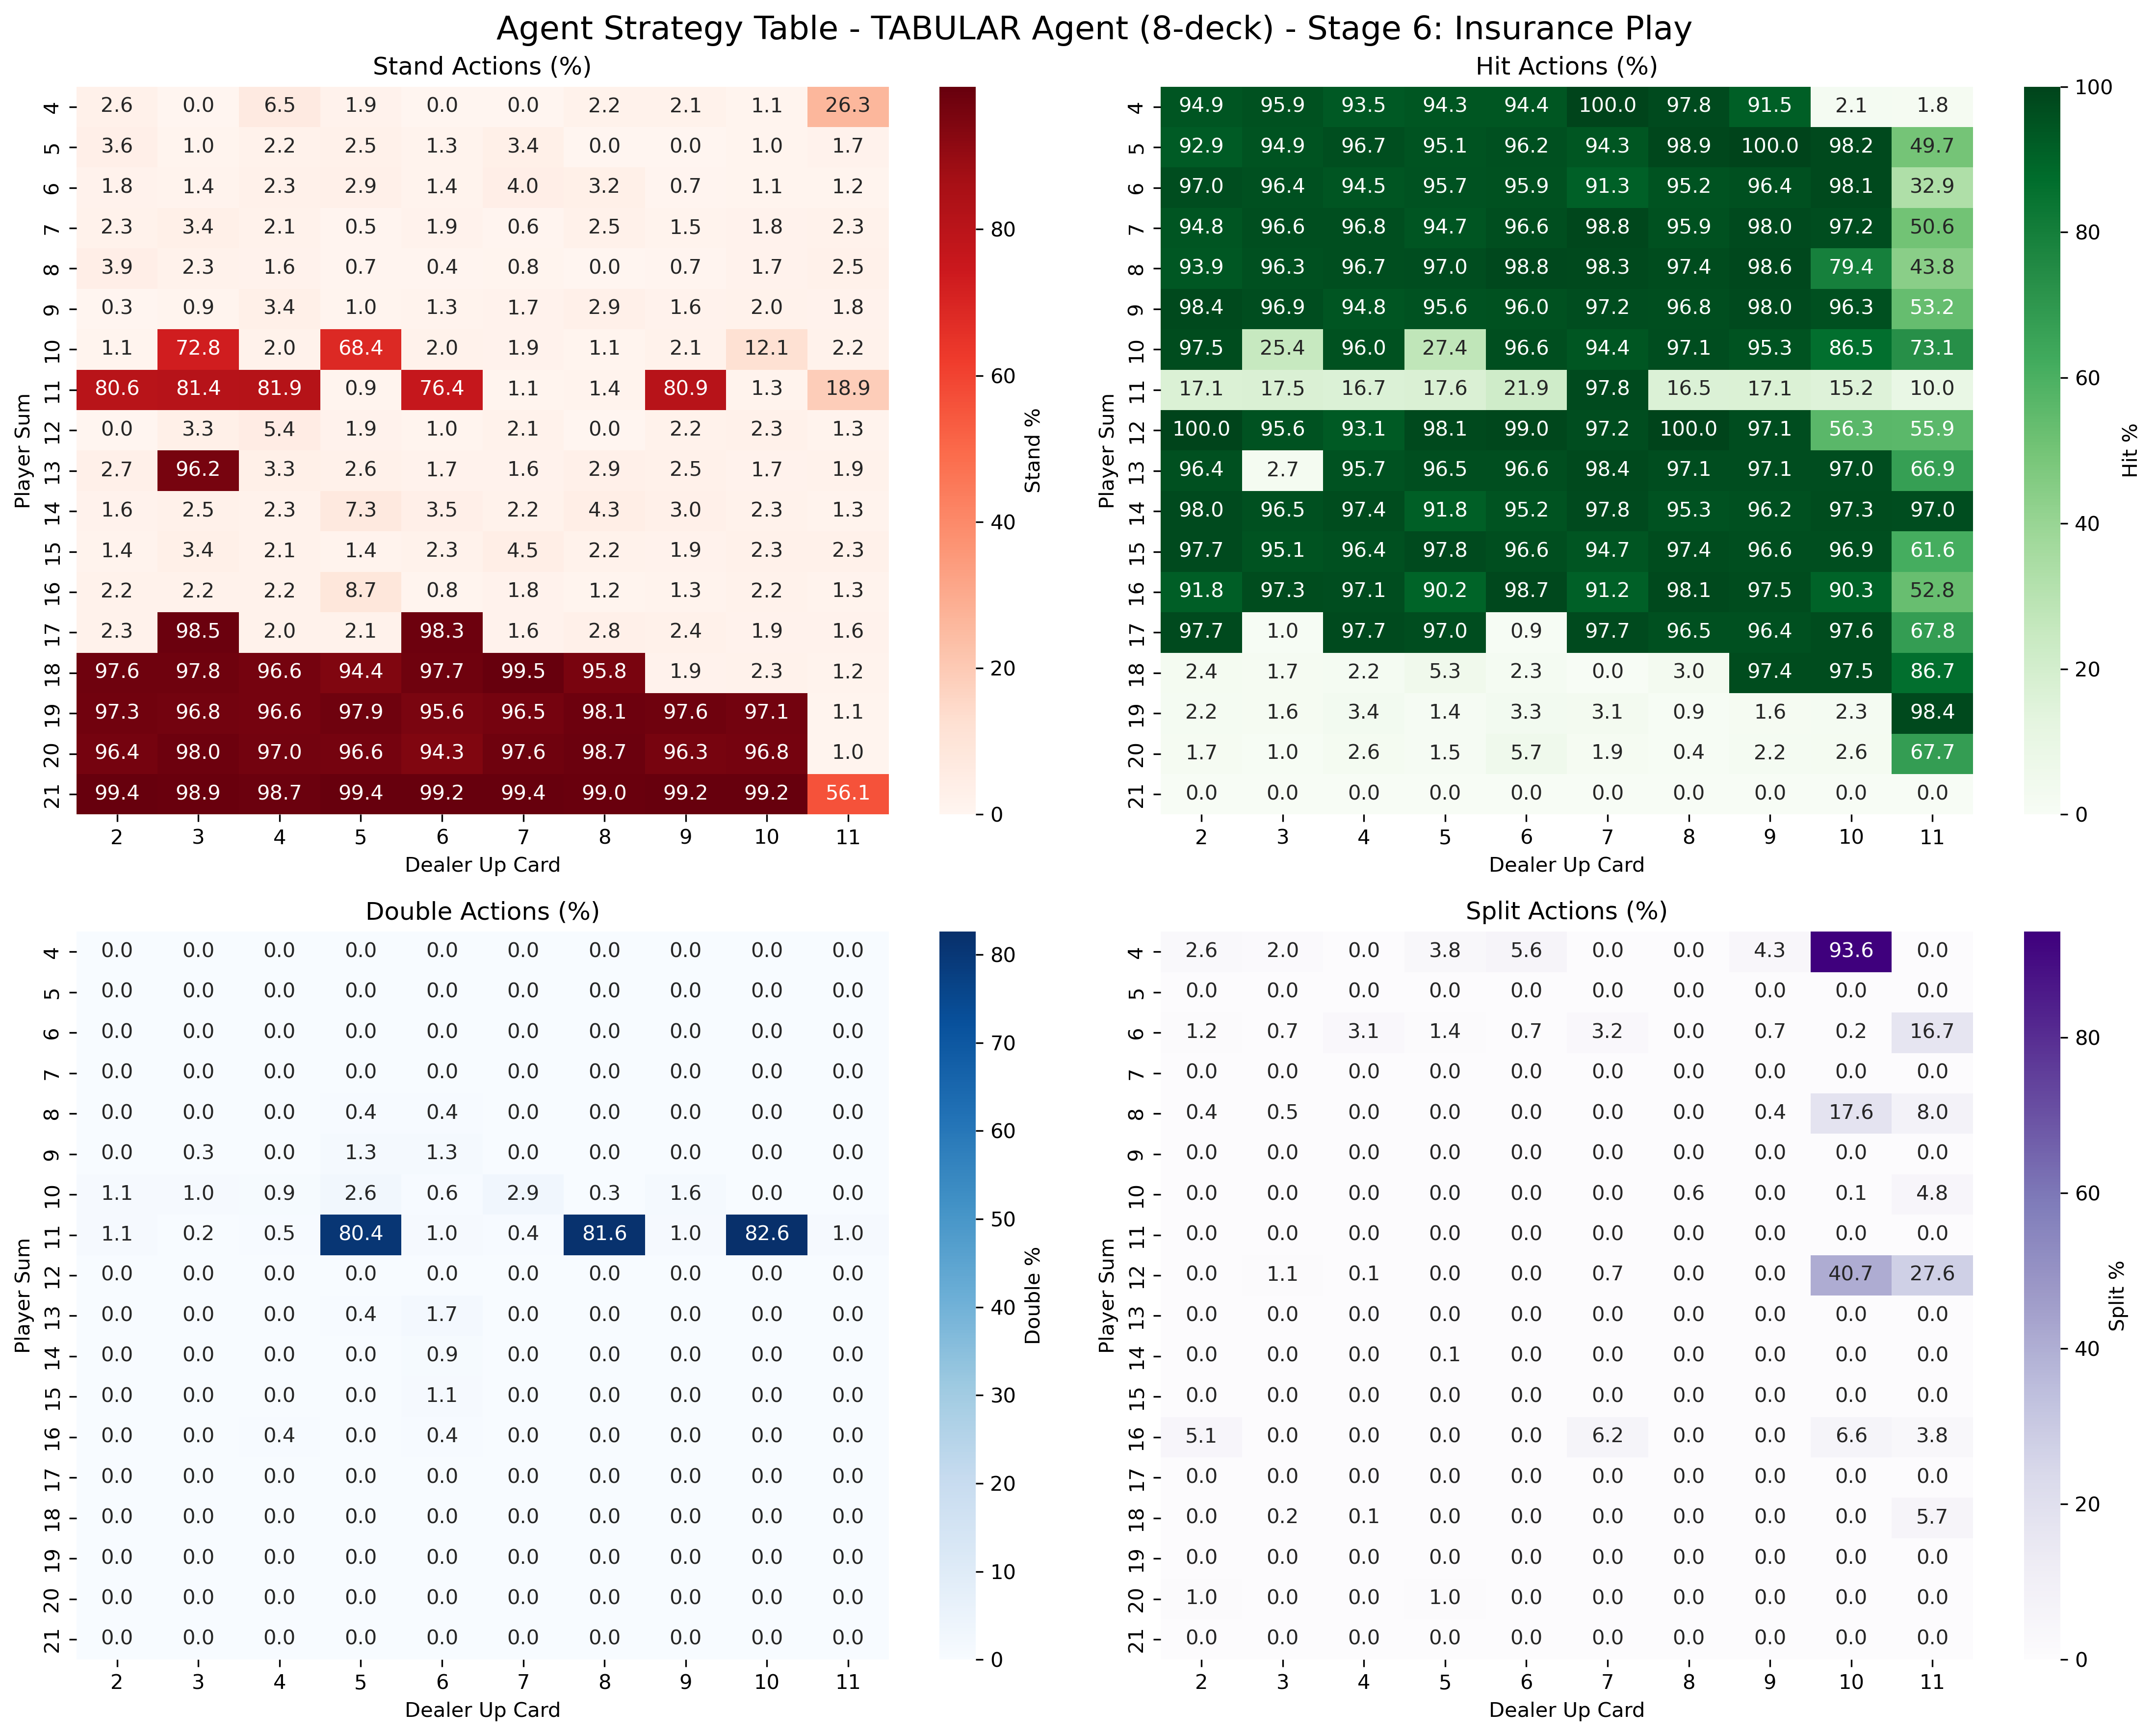 Agent Strategy Table - TABULAR Agent (8-deck) - Stage 6: Insurance Play
Stand Actions (%)
4 2.6 0.0 6.5 1.9 0.0 0.0 2.2 2.1 1.1 26.3
5 3.6 1.0 2.2 2.5 1.3 3.4 0.0 0.0 1.0 1.7
6 1.8 1.4 2.3 2.9 1.4 4.0 3.2 0.7 1.1 1.2
7 2.3 3.4 2.1 0.5 1.9 0.6 2.5 1.5 1.8 2.3
8 3.9 2.3 1.6 0.7 0.4 0.8 0.0 0.7 1.7 2.5
9 0.3 0.9 3.4 1.0 1.3 1.7 2.9 1.6 2.0 1.8
10 1.1 72.8 2.0 68.4 2.0 1.9 1.1 2.1 12.1 2.2
11 80.6 81.4 81.9 0.9 76.4 1.1 1.4 80.9 1.3 18.9
12 0.0 3.3 5.4 1.9 1.0 2.1 0.0 2.2 2.3 1.3
13 2.7 96.2 3.3 2.6 1.7 1.6 2.9 2.5 1.7 1.9
14 1.6 2.5 2.3 7.3 3.5 2.2 4.3 3.0 2.3 1.3
15 1.4 3.4 2.1 1.4 2.3 4.5 2.2 1.9 2.3 2.3
16 2.2 2.2 2.2 8.7 0.8 1.8 1.2 1.3 2.2 1.3
17 2.3 98.5 2.0 2.1 98.3 1.6 2.8 2.4 1.9 1.6
18 97.6 97.8 96.6 94.4 97.7 99.5 95.8 1.9 2.3 1.2
19 97.3 96.8 96.6 97.9 95.6 96.5 98.1 97.6 97.1 1.1
20 96.4 98.0 97.0 96.6 94.3 97.6 98.7 96.3 96.8 1.0
21 99.4 98.9 98.7 99.4 99.2 99.4 99.0 99.2 99.2 56.1
2 3 4 5 6 7 8 9 10 11
Dealer Up Card
Player Sum
80
60
40
20
0
Stand %
Hit Actions (%)
4 94.9 95.9 93.5 94.3 94.4 100.0 97.8 91.5 2.1 1.8
5 92.9 94.9 96.7 95.1 96.2 94.3 98.9 100.0 98.2 49.7
6 97.0 96.4 94.5 95.7 95.9 91.3 95.2 96.4 98.1 32.9
7 94.8 96.6 96.8 94.7 96.6 98.8 95.9 98.0 97.2 50.6
8 93.9 96.3 96.7 97.0 98.8 98.3 97.4 98.6 79.4 43.8
9 98.4 96.9 94.8 95.6 96.0 97.2 96.8 98.0 96.3 53.2
10 97.5 25.4 96.0 27.4 96.6 94.4 97.1 95.3 86.5 73.1
11 17.1 17.5 16.7 17.6 21.9 97.8 16.5 17.1 15.2 10.0
12 100.0 95.6 93.1 98.1 99.0 97.2 100.0 97.1 56.3 55.9
13 96.4 2.7 95.7 96.5 96.6 98.4 97.1 97.1 97.0 66.9
14 98.0 96.5 97.4 91.8 95.2 97.8 95.3 96.2 97.3 97.0
15 97.7 95.1 96.4 97.8 96.6 94.7 97.4 96.6 96.9 61.6
16 91.8 97.3 97.1 90.2 98.7 91.2 98.1 97.5 90.3 52.8
17 97.7 1.0 97.7 97.0 0.9 97.7 96.5 96.4 97.6 67.8
18 2.4 1.7 2.2 5.3 2.3 0.0 3.0 97.4 97.5 86.7
19 2.2 1.6 3.4 1.4 3.3 3.1 0.9 1.6 2.3 98.4
20 1.7 1.0 2.6 1.5 5.7 1.9 0.4 2.2 2.6 67.7
21 0.0 0.0 0.0 0.0 0.0 0.0 0.0 0.0 0.0 0.0
2 3 4 5 6 7 8 9 10 11
Dealer Up Card
Player Sum
100
80
60
40
20
0
Hit %
Double Actions (%)
4 0.0 0.0 0.0 0.0 0.0 0.0 0.0 0.0 0.0 0.0
5 0.0 0.0 0.0 0.0 0.0 0.0 0.0 0.0 0.0 0.0
6 0.0 0.0 0.0 0.0 0.0 0.0 0.0 0.0 0.0 0.0
7 0.0 0.0 0.0 0.0 0.0 0.0 0.0 0.0 0.0 0.0
8 0.0 0.0 0.0 0.4 0.4 0.0 0.0 0.0 0.0 0.0
9 0.0 0.3 0.0 1.3 1.3 0.0 0.0 0.0 0.0 0.0
10 1.1 1.0 0.9 2.6 0.6 2.9 0.3 1.6 0.0 0.0
11 1.1 0.2 0.5 80.4 1.0 0.4 81.6 1.0 82.6 1.0
12 0.0 0.0 0.0 0.0 0.0 0.0 0.0 0.0 0.0 0.0
13 0.0 0.0 0.0 0.4 1.7 0.0 0.0 0.0 0.0 0.0
14 0.0 0.0 0.0 0.0 0.9 0.0 0.0 0.0 0.0 0.0
15 0.0 0.0 0.0 0.0 1.1 0.0 0.0 0.0 0.0 0.0
16 0.0 0.0 0.4 0.0 0.4 0.0 0.0 0.0 0.0 0.0
17 0.0 0.0 0.0 0.0 0.0 0.0 0.0 0.0 0.0 0.0
18 0.0 0.0 0.0 0.0 0.0 0.0 0.0 0.0 0.0 0.0
19 0.0 0.0 0.0 0.0 0.0 0.0 0.0 0.0 0.0 0.0
20 0.0 0.0 0.0 0.0 0.0 0.0 0.0 0.0 0.0 0.0
21 0.0 0.0 0.0 0.0 0.0 0.0 0.0 0.0 0.0 0.0
2 3 4 5 6 7 8 9 10 11
Dealer Up Card
Player Sum
80
70
60
50
40
30
20
10
0
Double %
Split Actions (%)
4 2.6 2.0 0.0 3.8 5.6 0.0 0.0 4.3 93.6 0.0
5 0.0 0.0 0.0 0.0 0.0 0.0 0.0 0.0 0.0 0.0
6 1.2 0.7 3.1 1.4 0.7 3.2 0.0 0.7 0.2 16.7
7 0.0 0.0 0.0 0.0 0.0 0.0 0.0 0.0 0.0 0.0
8 0.4 0.5 0.0 0.0 0.0 0.0 0.0 0.4 17.6 8.0
9 0.0 0.0 0.0 0.0 0.0 0.0 0.0 0.0 0.0 0.0
10 0.0 0.0 0.0 0.0 0.0 0.0 0.6 0.0 0.1 4.8
11 0.0 0.0 0.0 0.0 0.0 0.0 0.0 0.0 0.0 0.0
12 0.0 1.1 0.1 0.0 0.0 0.7 0.0 0.0 40.7 27.6
13 0.0 0.0 0.0 0.0 0.0 0.0 0.0 0.0 0.0 0.0
14 0.0 0.0 0.0 0.1 0.0 0.0 0.0 0.0 0.0 0.0
15 0.0 0.0 0.0 0.0 0.0 0.0 0.0 0.0 0.0 0.0
16 5.1 0.0 0.0 0.0 0.0 6.2 0.0 0.0 6.6 3.8
17 0.0 0.0 0.0 0.0 0.0 0.0 0.0 0.0 0.0 0.0
18 0.0 0.2 0.1 0.0 0.0 0.0 0.0 0.0 0.0 5.7
19 0.0 0.0 0.0 0.0 0.0 0.0 0.0 0.0 0.0 0.0
20 1.0 0.0 0.0 1.0 0.0 0.0 0.0 0.0 0.0 0.0
21 0.0 0.0 0.0 0.0 0.0 0.0 0.0 0.0 0.0 0.0
2 3 4 5 6 7 8 9 10 11
Dealer Up Card
Player Sum
80
60
40
20
0
Split %